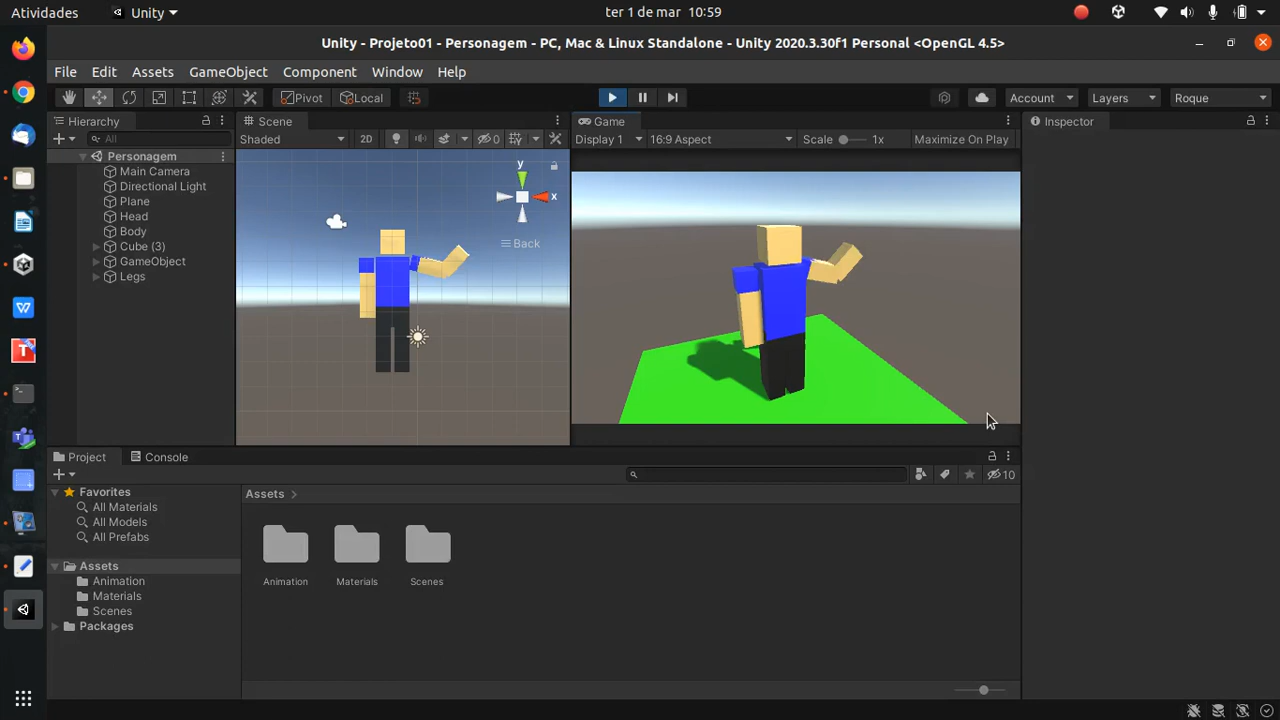 Atividades Unity ter 1 de mar 10:59
Unity - Projeto01 - Personagem - PC, Mac & Linux Standalone - Unity 2020.3.30f1 Personal <OpenGL 4.5>
File Edit Assets GameObject Component Window Help
Pivot Local Account Layers Roque
Hierarchy Scene Game Inspector
All Shaded 2D 0 Display 1 16:9 Aspect Scale 1x Maximize On Play
Personagem
Main Camera
Directional Light
Plane
Head
Body
Cube (3)
GameObject
Legs
y
x
Back
Project Console
10
Favorites
All Materials
All Models
All Prefabs
Assets
Animation
Materials
Scenes
Packages
Assets
Animation Materials Scenes
W
T